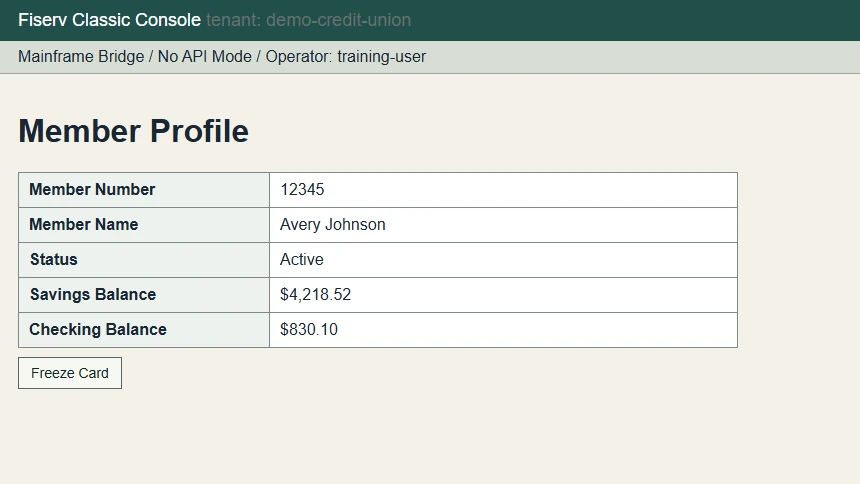 Fiserv Classic Console tenant: demo-credit-union
Mainframe Bridge / No API Mode / Operator: training-user
Member Profile
Member Number 12345
Member Name Avery Johnson
Status Active
Savings Balance $4,218.52
Checking Balance $830.10
Freeze Card